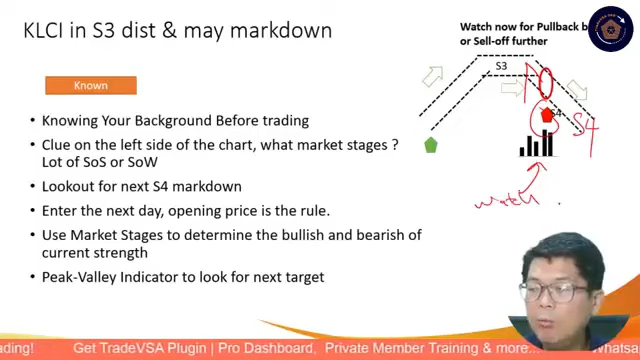 KLCI in S3 dist & may markdown
Watch now for Pullback
or Sell-off further
S3
S4
S4
Known
Knowing Your Background Before trading
Clue on the left side of the chart, what market stages ?
Lot of SoS or SoW
Lookout for next S4 markdown
Enter the next day, opening price is the rule.
Use Market Stages to determine the bullish and bearish of
current strength
Peak-Valley Indicator to look for next target
watch
ading!
Get TradeVSA Plugin | Pro Dashboard, Private Member Training & more...
Whatsa